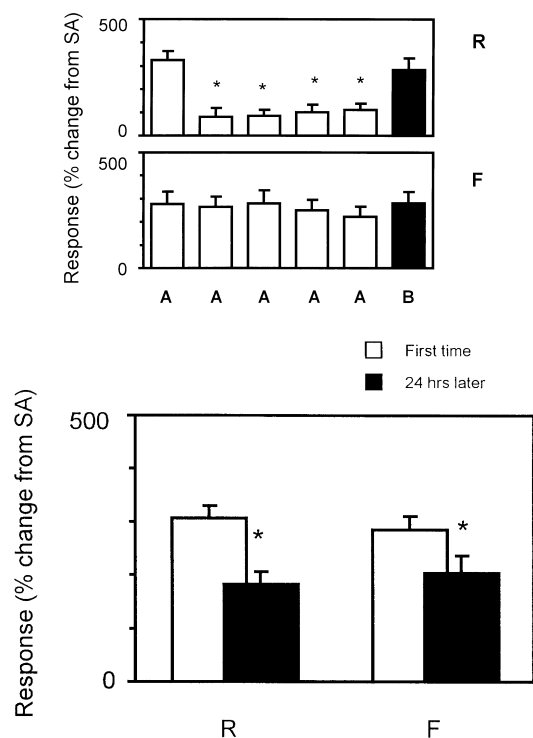 500
R
* * * *
0
500
F
0
Response (% change from SA)
A A A A A B
First time
24 hrs later
500
* *
0
Response (% change from SA)
R F